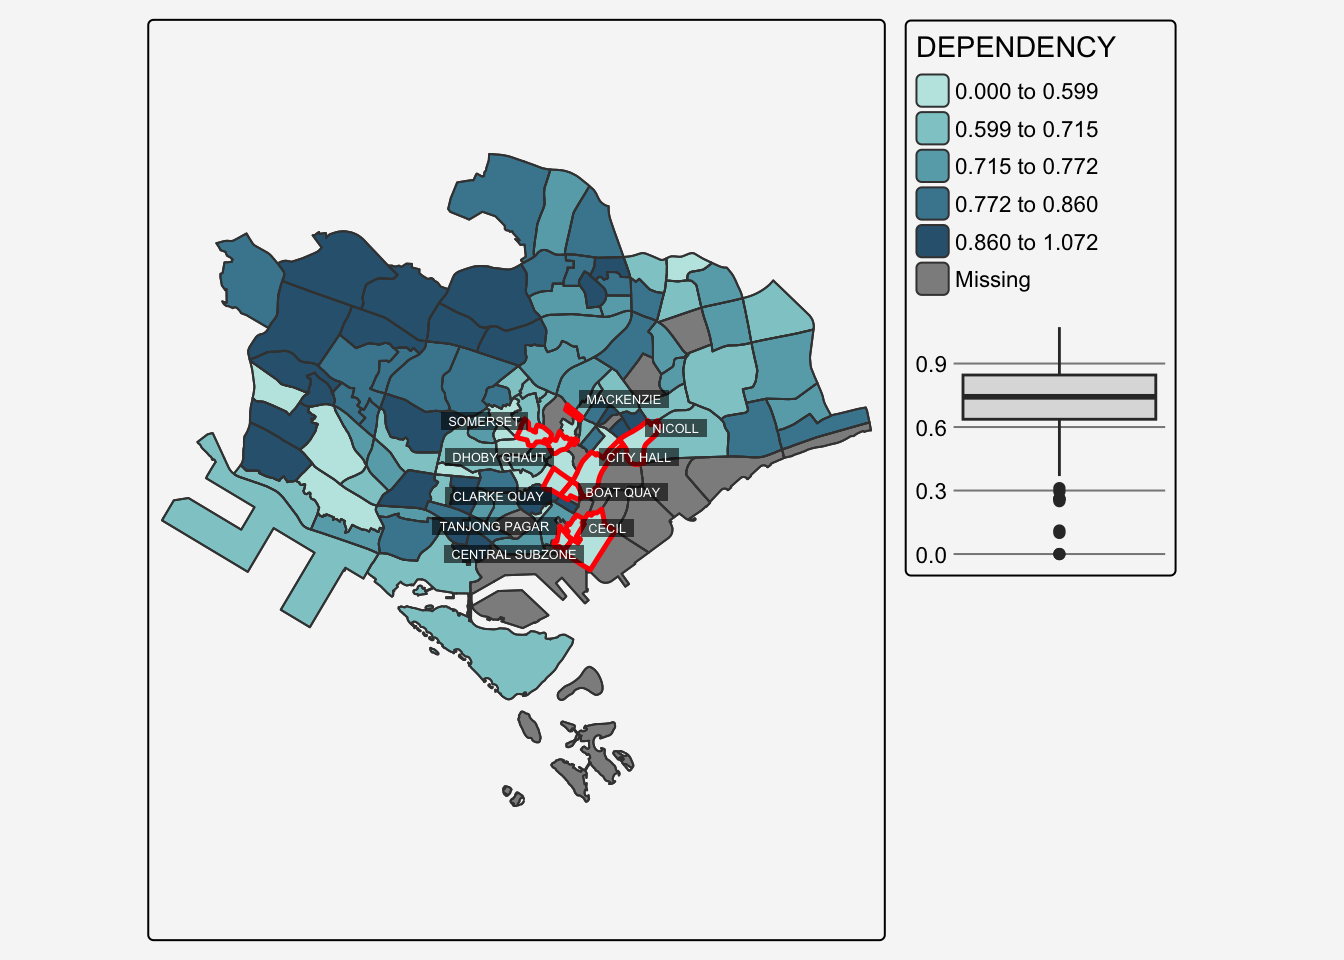 DEPENDENCY
0.000 to 0.599
0.599 to 0.715
0.715 to 0.772
0.772 to 0.860
0.860 to 1.072
Missing
0.9
0.6
0.3
0.0
MACKENZIE
SOMERSET
NICOLL
DHOBY GHAUT
CITY HALL
CLARKE QUAY
BOAT QUAY
TANJONG PAGAR
CECIL
CENTRAL SUBZONE